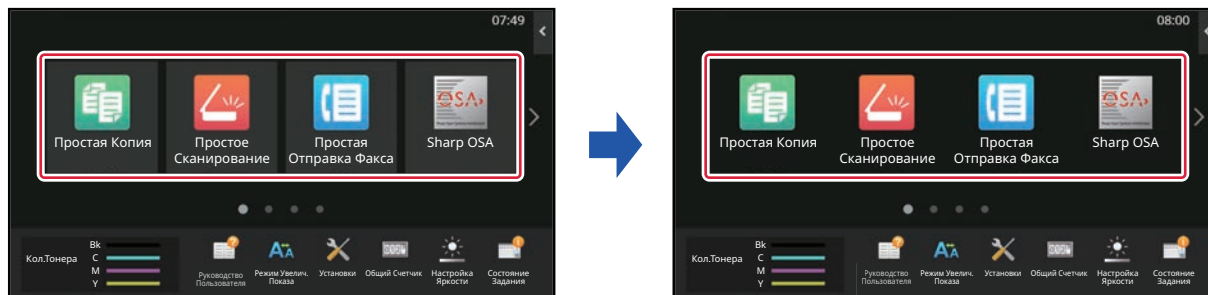 07:49
Простая Копия
Простое
Сканирование
Простая
Отправка Факса
OSA
Sharp OSA
Кол.Тонера
Bk
C
M
Y
Руководство
Пользователя
Режим Увелич.
Показа
Установки
Общий Счетчик
Настройка
Яркости
Состояние
Задания
08:00
Простая Копия
Простое
Сканирование
Простая
Отправка Факса
OSA
Sharp OSA
Кол.Тонера
Bk
C
M
Y
Руководство
Пользователя
Режим Увелич.
Показа
Установки
Общий Счетчик
Настройка
Яркости
Состояние
Задания